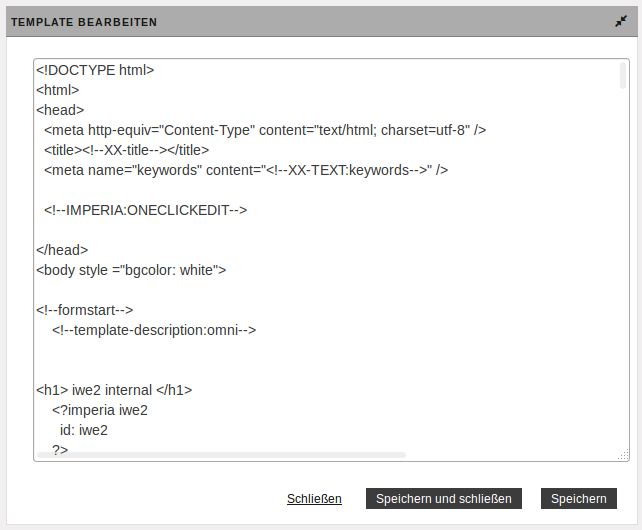 TEMPLATE BEARBEITEN
<!DOCTYPE html>
<html>
<head>
<meta http-equiv="Content-Type" content="text/html; charset=utf-8" />
<title><!--XX-title--></title>
<meta name="keywords" content="<!--XX-TEXT:keywords-->" />
<!--IMPERIA:ONECLICKEDIT-->
</head>
<body style ="bgcolor: white">
<!--formstart-->
<!--template-description:omni-->
<h1> iwe2 internal </h1>
<?imperia iwe2
id: iwe2
?>
Schließen Speichern und schließen Speichern